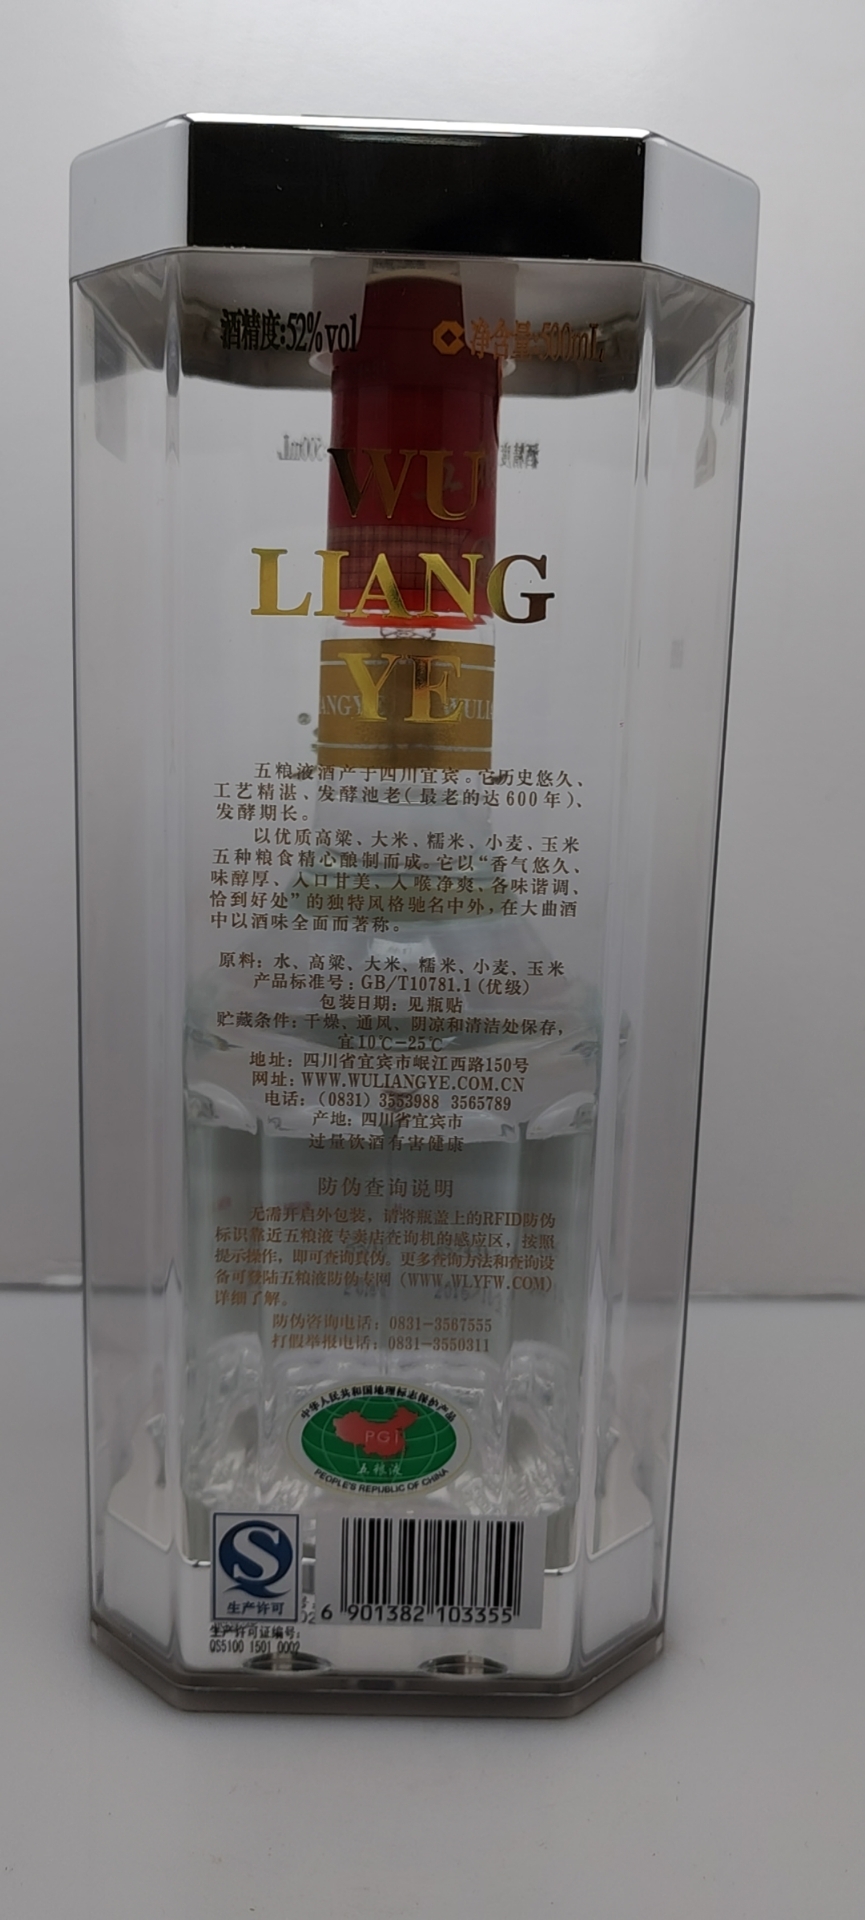 酒精度:52%vol
净含量:500mL
WU
LIANG
YE
五粮液酒产于四川宜宾。它历史悠久、
工艺精湛、发酵池老(最老的达600年)、
发酵期长。
以优质高粱、大米、糯米、小麦、玉米
五种粮食精心酿制而成。它以“香气悠久、
味醇厚、入口甘美、入喉净爽、各味谐调、
恰到好处”的独特风格驰名中外，在大曲酒
中以酒味全面而著称。
原料：水、高粱、大米、糯米、小麦、玉米
产品标准号：GB/T10781.1(优级)
包装日期：见瓶贴
贮藏条件：干燥、通风、阴凉和清洁处保存，
宜10℃-25℃
地址：四川省宜宾市岷江西路150号
网址：WWW.WULIANGYE.COM.CN
电话：(0831) 3553988 3565789
产地：四川省宜宾市
过量饮酒有害健康
防伪查询说明
无需开启外包装，请将瓶盖上的RFID防伪
标识靠近五粮液专卖店查询机的感应区，按照
提示操作，即可查询真伪。更多查询方法和查询设
备可登陆五粮液防伪专网 (WWW.WLYFW.COM)
详细了解。
防伪咨询电话：0831-3567555
打假举报电话：0831-3550311
中华人民共和国地理标志保护产品
PGI
五粮液
PEOPLE'S REPUBLIC OF CHINA
生产许可
6 901382 103355
生产许可证编号:
QS5100 1501 0002